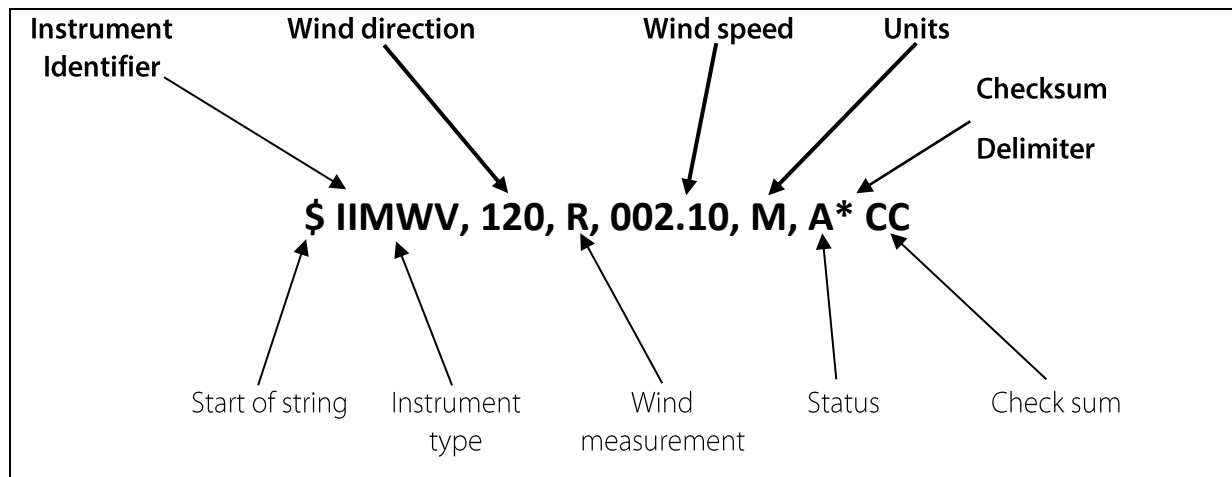 Instrument
Identifier
Wind direction
Wind speed
Units
Checksum
Delimiter
$ IIMWV, 120, R, 002.10, M, A* CC
Start of string
Instrument
type
Wind
measurement
Status
Check sum